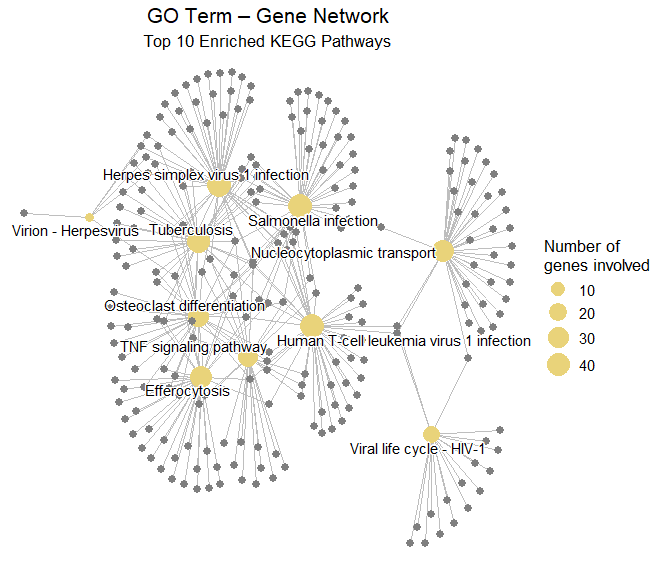 GO Term – Gene Network
Top 10 Enriched KEGG Pathways
Herpes simplex virus 1 infection
Salmonella infection
Virion - Herpesvirus
Tuberculosis
Nucleocytoplasmic transport
Osteoclast differentiation
TNF signaling pathway
Human T-cell leukemia virus 1 infection
Efferocytosis
Viral life cycle - HIV-1
Number of
genes involved
10
20
30
40